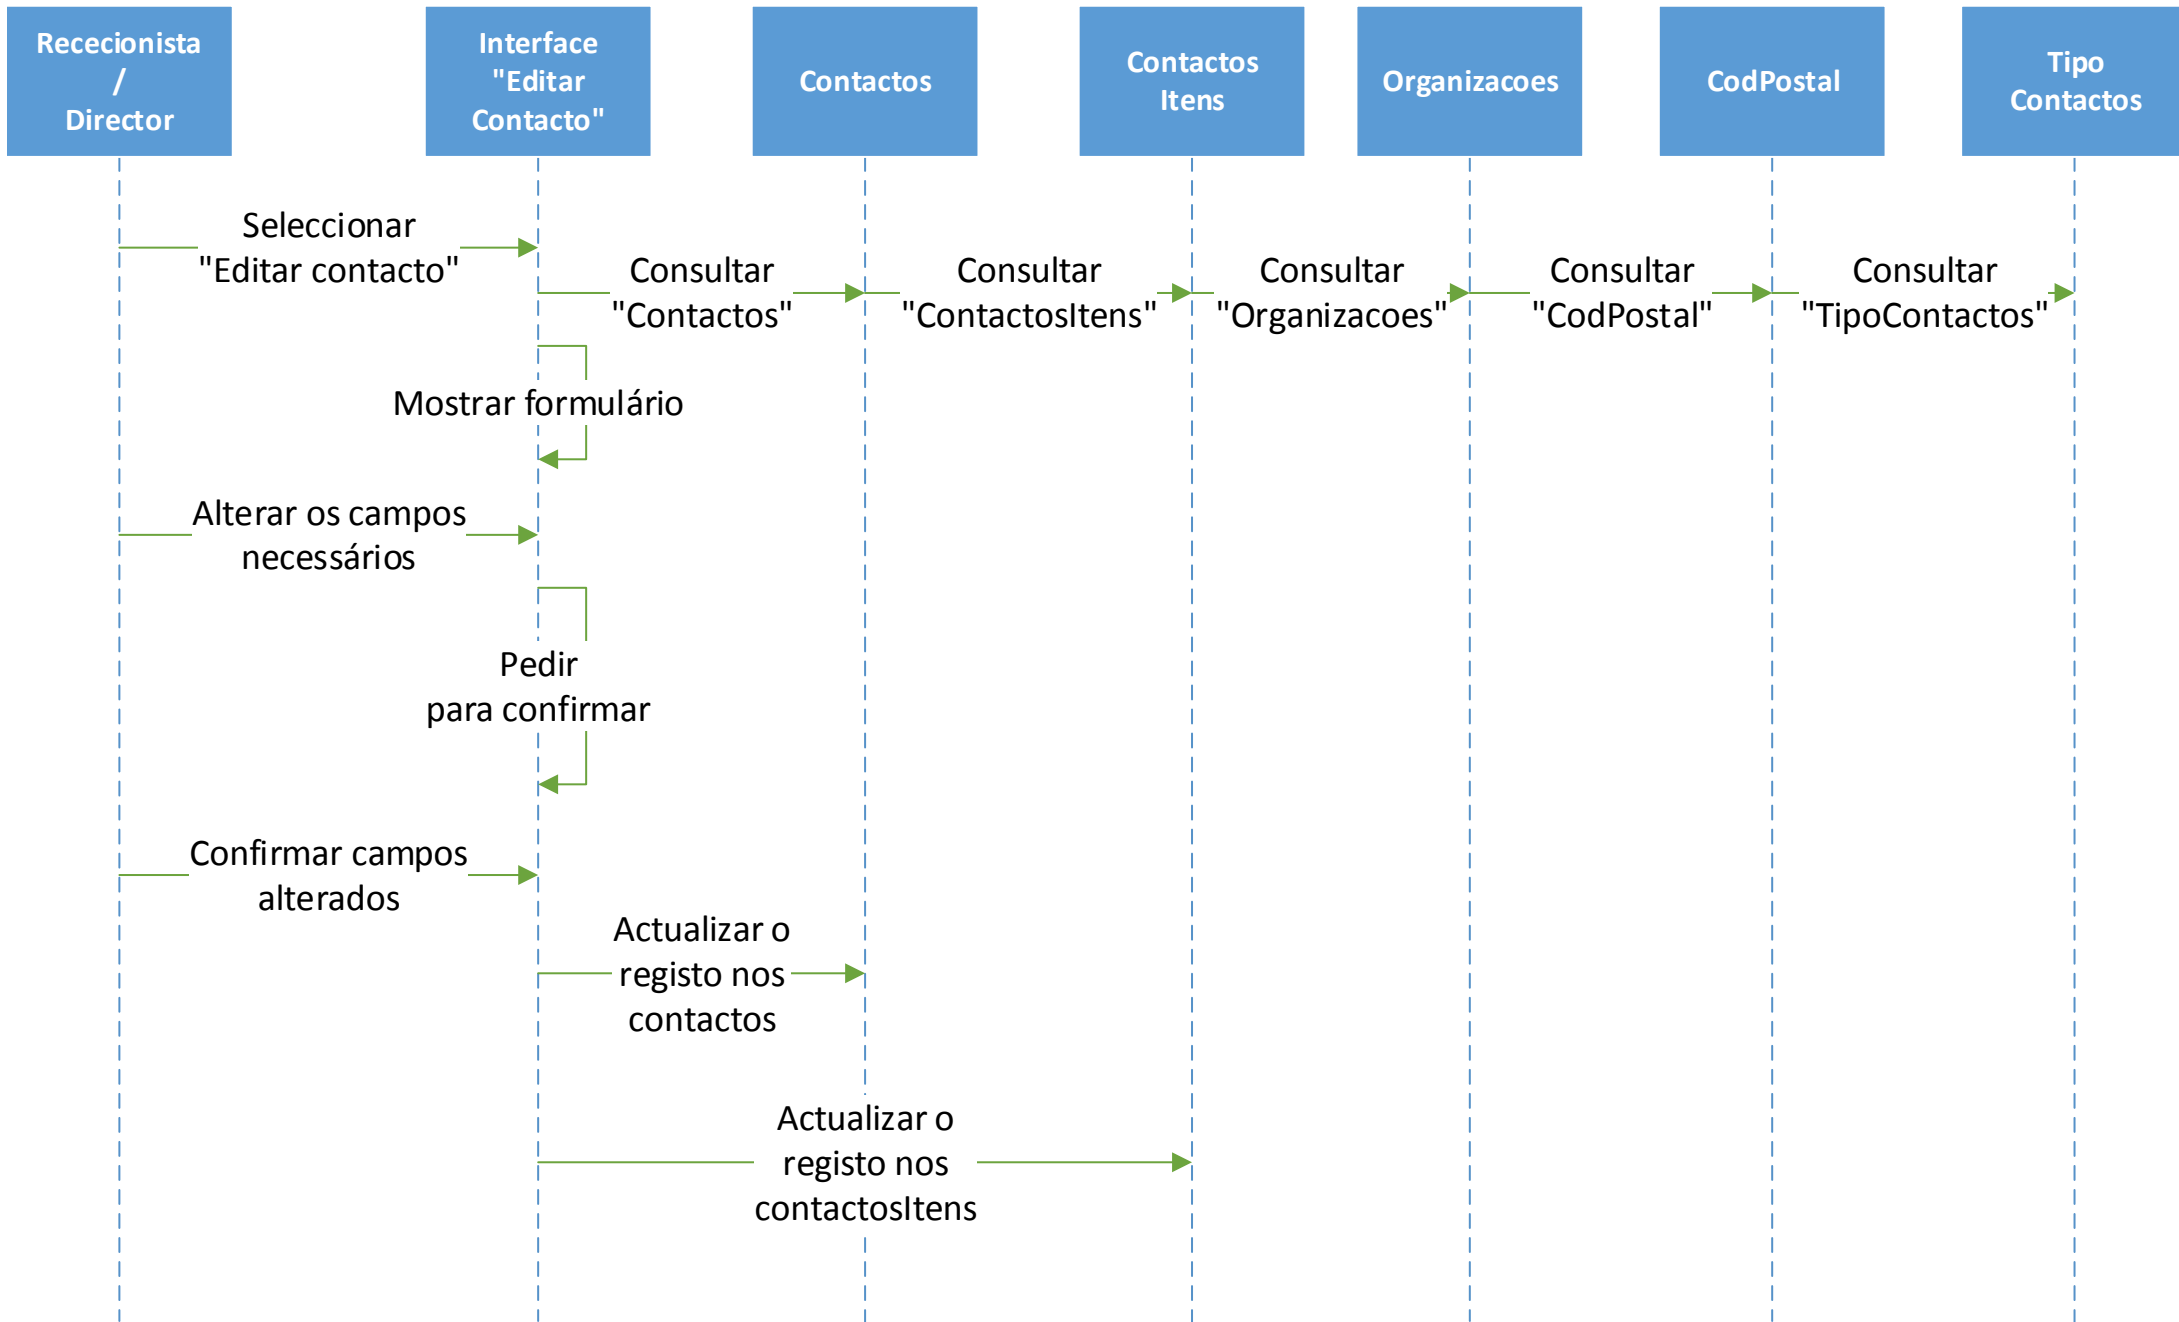 Rececionista
/
Director
Interface
"Editar
Contacto"
Contactos
Contactos
Itens
Organizacoes
CodPostal
Tipo
Contactos
Seleccionar
"Editar contacto"
Consultar
"Contactos"
Consultar
"ContactosItens"
Consultar
"Organizacoes"
Consultar
"CodPostal"
Consultar
"TipoContactos"
Mostrar formulário
Alterar os campos
necessários
Pedir
para confirmar
Confirmar campos
alterados
Actualizar o
registo nos
contactos
Actualizar o
registo nos
contactosItens